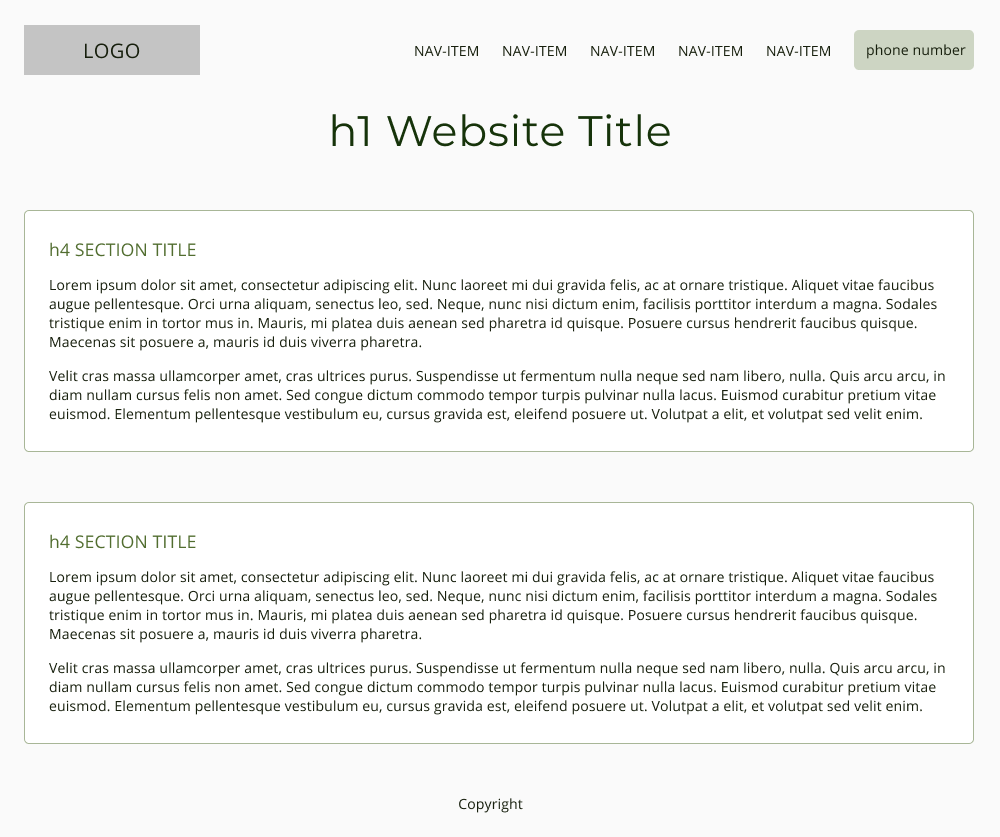 LOGO
NAV-ITEM NAV-ITEM NAV-ITEM NAV-ITEM NAV-ITEM phone number
h1 Website Title
h4 SECTION TITLE
Lorem ipsum dolor sit amet, consectetur adipiscing elit. Nunc laoreet mi dui gravida felis, ac at ornare tristique. Aliquet vitae faucibus
augue pellentesque. Orci urna aliquam, senectus leo, sed. Neque, nunc nisi dictum enim, facilisis porttitor interdum a magna. Sodales
tristique enim in tortor mus in. Mauris, mi platea duis aenean sed pharetra id quisque. Posuere cursus hendrerit faucibus quisque.
Maecenas sit posuere a, mauris id duis viverra pharetra.
Velit cras massa ullamcorper amet, cras ultrices purus. Suspendisse ut fermentum nulla neque sed nam libero, nulla. Quis arcu arcu, in
diam nullam cursus felis non amet. Sed congue dictum commodo tempor turpis pulvinar nulla lacus. Euismod curabitur pretium vitae
euismod. Elementum pellentesque vestibulum eu, cursus gravida est, eleifend posuere ut. Volutpat a elit, et volutpat sed velit enim.
h4 SECTION TITLE
Lorem ipsum dolor sit amet, consectetur adipiscing elit. Nunc laoreet mi dui gravida felis, ac at ornare tristique. Aliquet vitae faucibus
augue pellentesque. Orci urna aliquam, senectus leo, sed. Neque, nunc nisi dictum enim, facilisis porttitor interdum a magna. Sodales
tristique enim in tortor mus in. Mauris, mi platea duis aenean sed pharetra id quisque. Posuere cursus hendrerit faucibus quisque.
Maecenas sit posuere a, mauris id duis viverra pharetra.
Velit cras massa ullamcorper amet, cras ultrices purus. Suspendisse ut fermentum nulla neque sed nam libero, nulla. Quis arcu arcu, in
diam nullam cursus felis non amet. Sed congue dictum commodo tempor turpis pulvinar nulla lacus. Euismod curabitur pretium vitae
euismod. Elementum pellentesque vestibulum eu, cursus gravida est, eleifend posuere ut. Volutpat a elit, et volutpat sed velit enim.
Copyright